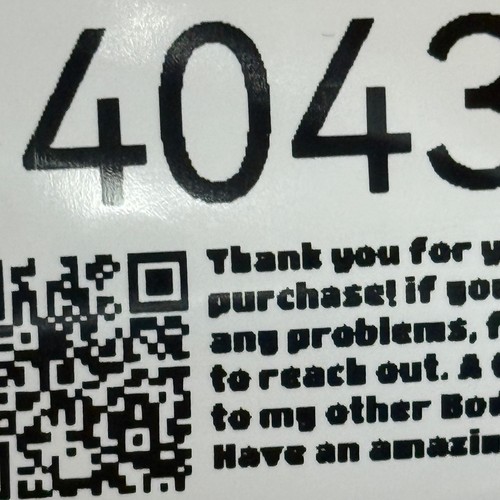 4043
Thank you for
purchase! if you
any problems,
to reach out. A
to my other
Have an